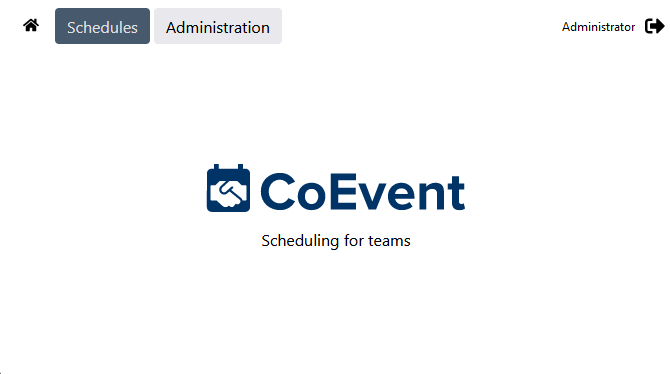 Schedules Administration Administrator
CoEvent
Scheduling for teams